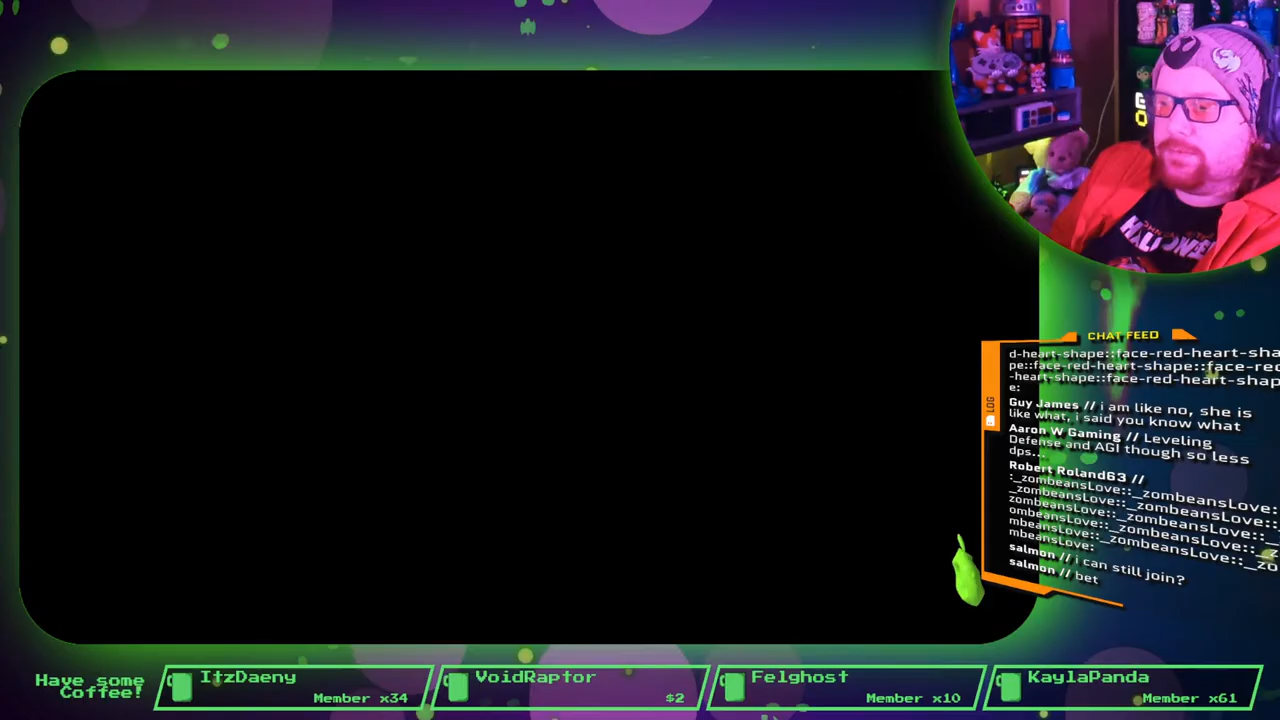 CHAT FEED
LOG
d-heart-shape::face-red-heart-sha
pe::face-red-heart-shape::face-red
-heart-shape::face-red-heart-shap
e:
Guy James // i am like no, she is
like what, i said you know what
Aaron W Gaming // Leveling
Defense and AGI though so less
dps...
Robert Roland63 //
:_zombeansLove::_zombeansLove:
_zombeansLove::_zombeansLove::_
zombeansLove::_zombeansLove::_z
ombeansLove::_zombeansLove::_zo
mbeansLove::_zombeansLove::_zo
mbeansLove:
salmon // i can still join?
salmon // bet
Have some
Coffee!
ItzDaeny
Member x34
VoidRaptor
$2
Felghost
Member x10
KaylaPanda
Member x61